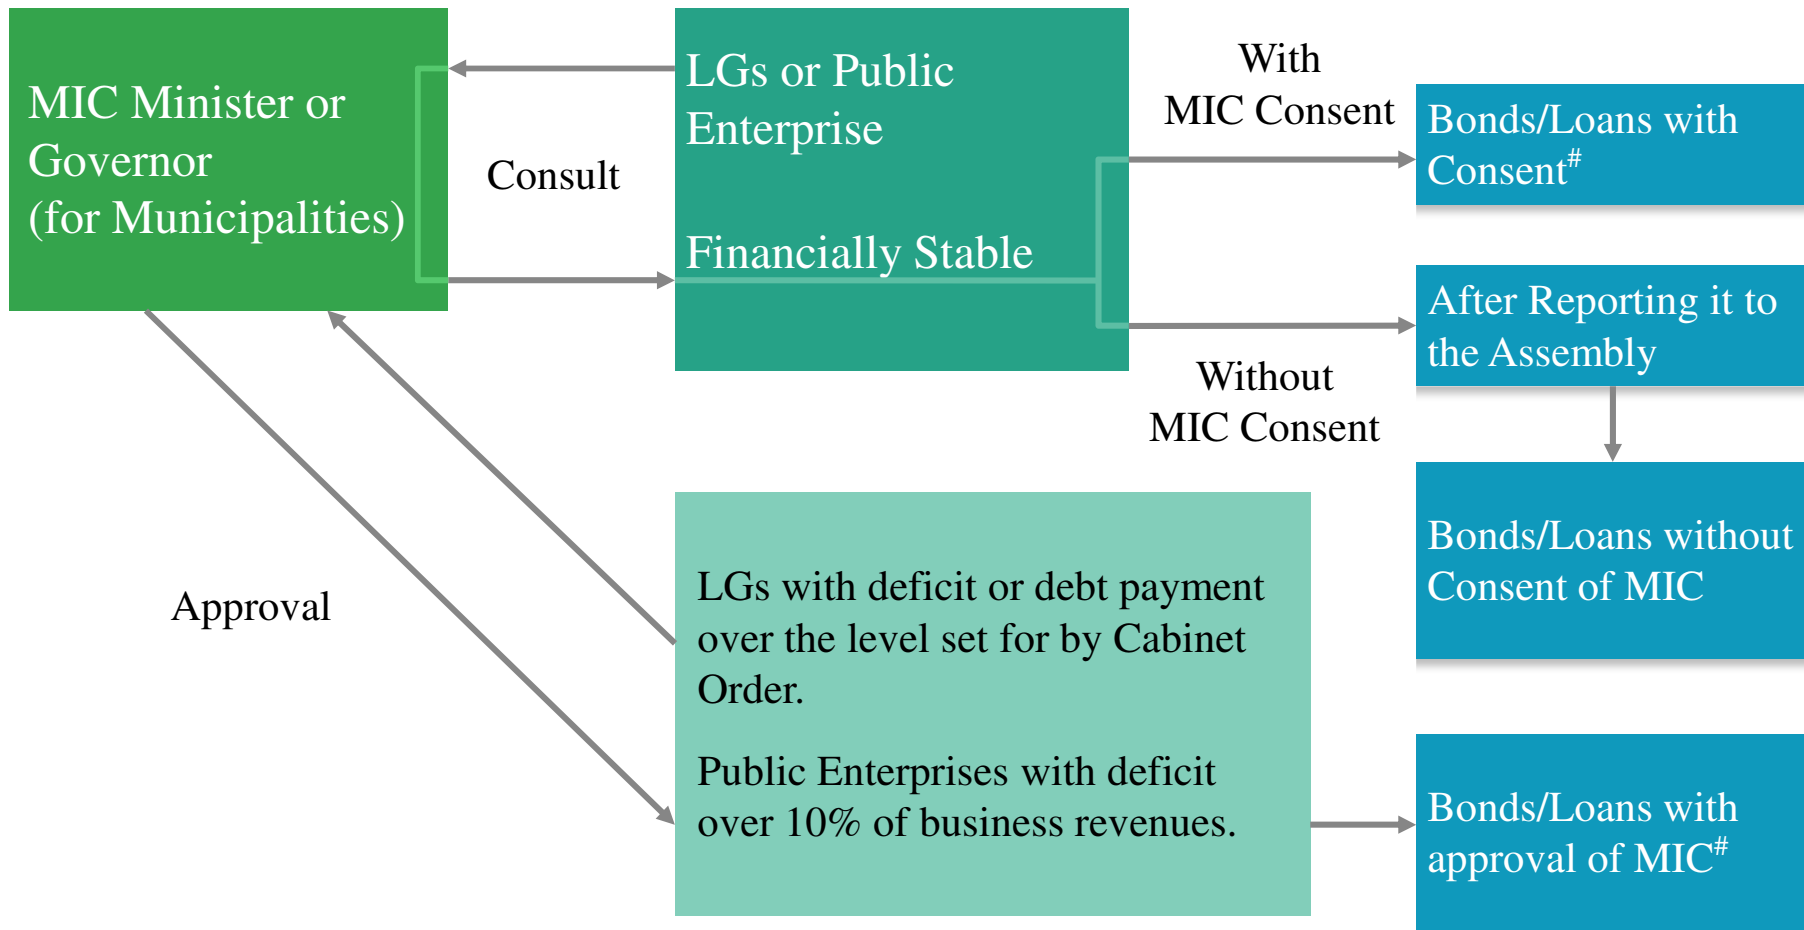 MIC Minister or
Governor
(for Municipalities)
Consult
LGs or Public
Enterprise
Financially Stable
With
MIC Consent
Bonds/Loans with
Consent#
Without
MIC Consent
After Reporting it to
the Assembly
Bonds/Loans without
Consent of MIC
Approval
LGs with deficit or debt payment
over the level set for by Cabinet
Order.
Public Enterprises with deficit
over 10% of business revenues.
Bonds/Loans with
approval of MIC#